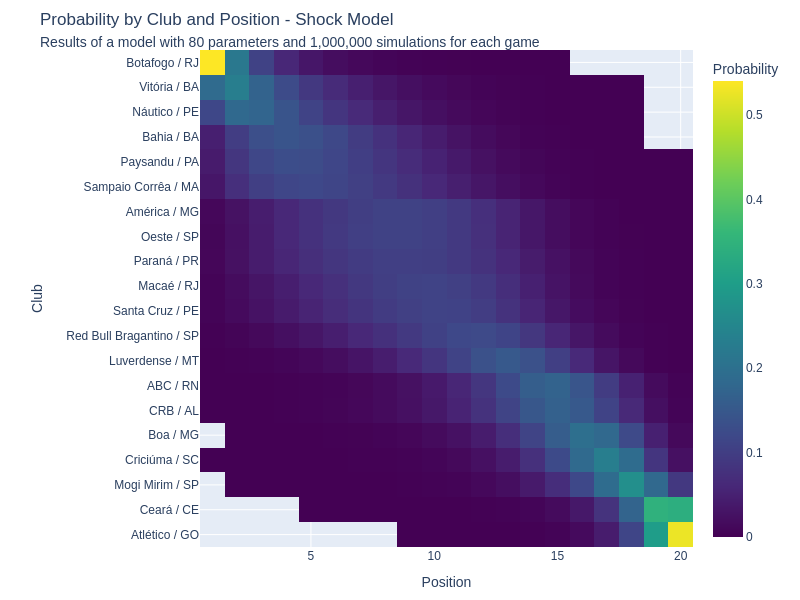 Probability by Club and Position - Shock Model
Results of a model with 80 parameters and 1,000,000 simulations for each game
Probability
Botafogo / RJ
Vitória / BA
Náutico / PE
Bahia / BA
Paysandu / PA
Sampaio Corrêa / MA
América / MG
Oeste / SP
Paraná / PR
Macaé / RJ
Santa Cruz / PE
Red Bull Bragantino / SP
Luverdense / MT
ABC / RN
CRB / AL
Boa / MG
Criciúma / SC
Mogi Mirim / SP
Ceará / CE
Atlético / GO
Club
5
10
15
20
Position
0.5
0.4
0.3
0.2
0.1
0